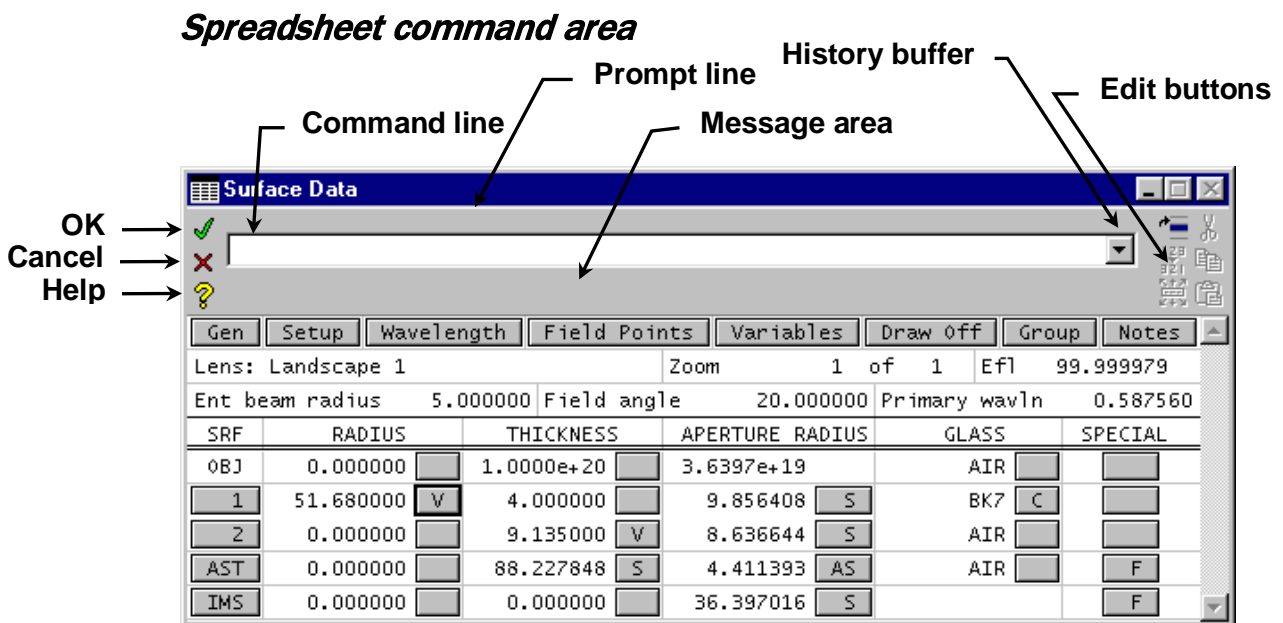 Spreadsheet command area
History buffer
Prompt line
Edit buttons
Command line
Message area
Surface Data
OK
Cancel
Help
Gen Setup Wavelength Field Points Variables Draw Off Group Notes
Lens: Landscape 1 Zoom 1 of 1 Efl 99.999979
Ent beam radius 5.000000 Field angle 20.000000 Primary wavln 0.587560
SRF RADIUS THICKNESS APERTURE RADIUS GLASS SPECIAL
OBJ 0.000000 1.0000e+20 3.6397e+19 AIR
1 51.680000 V 4.000000 9.856408 S BK7 C
2 0.000000 9.135000 V 8.636644 S AIR
AST 0.000000 88.227848 S 4.411393 AS AIR F
IMS 0.000000 0.000000 36.397016 S F